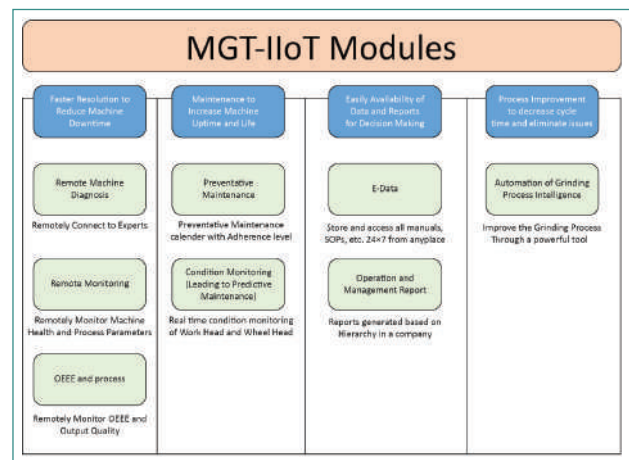 MGT-IIoT Modules
Faster Resolution to
Reduce Machine
Downtime
Remote Machine
Diagnosis
Remotely Connect to Experts
Remote Monitoring
Remotely Monitor Machine
Health and Process Parameters
OEEE and process
Remotely Monitor OEEE and
Output Quality
Maintenance to
Increase Machine
Uptime and Life
Preventative
Maintenance
Preventative Maintenance
calender with Adherence level
Condition Monitoring
(Leading to Predictive
Maintenance)
Real time condition monitoring
of Work Head and Wheel Head
Easily Availability of
Data and Reports
for Decision Making
E-Data
Store and access all manuals,
SOPs, etc. 24×7 from anyplace
Operation and
Management Report
Reports generated based on
Hierarchy in a company
Process Improvement
to decrease cycle
time and eliminate issues
Automation of Grinding
Process Intelligence
Improve the Grinding Process
Through a powerful tool